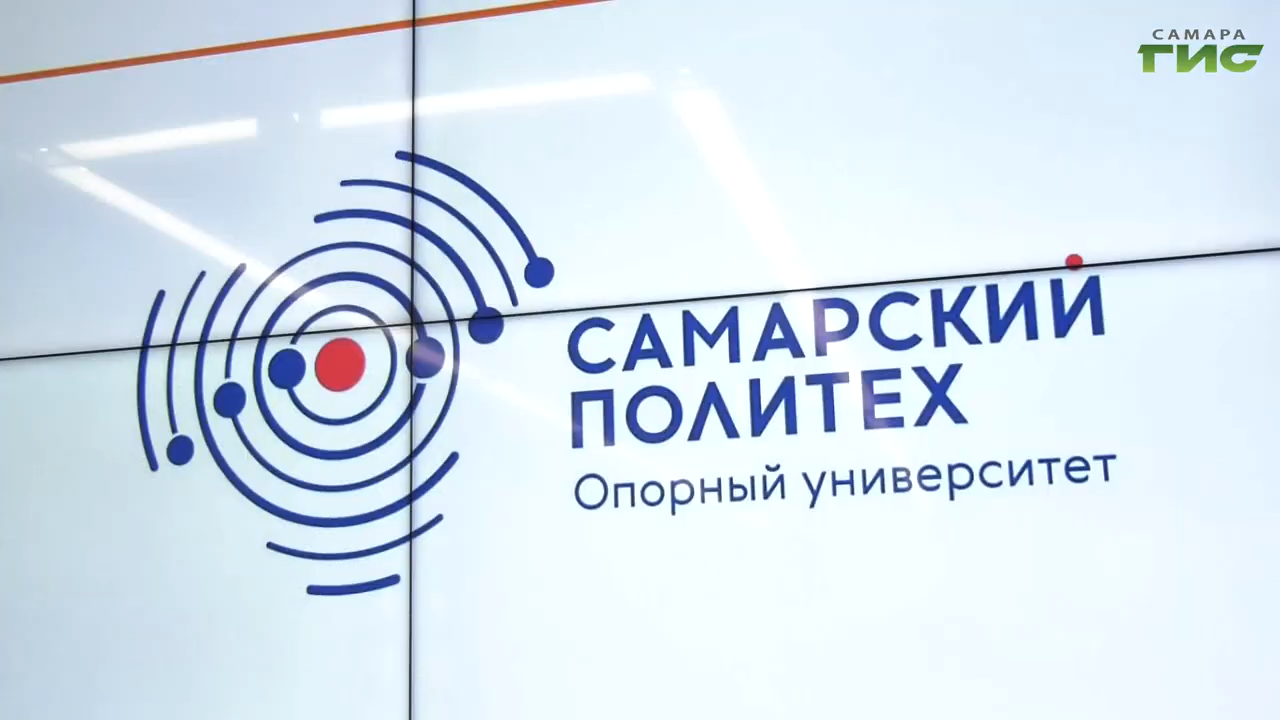 САМАРА
ГИС
САМАРСКИЙ
ПОЛИТЕХ
Опорный университет